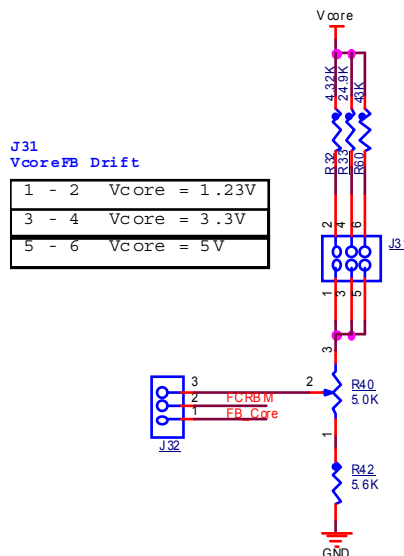 Vcore
4.32K
24.9K
43K
R32
R33
R60
J31
VcoreFB Drift
1 - 2 Vcore = 1.23V
3 - 4 Vcore = 3.3V
5 - 6 Vcore = 5V
2
4
6
J31
1
3
5
3
2
R40
5.0K
1
3
2
FCRBM
1
FB_Core
J32
R42
5.6K
GND